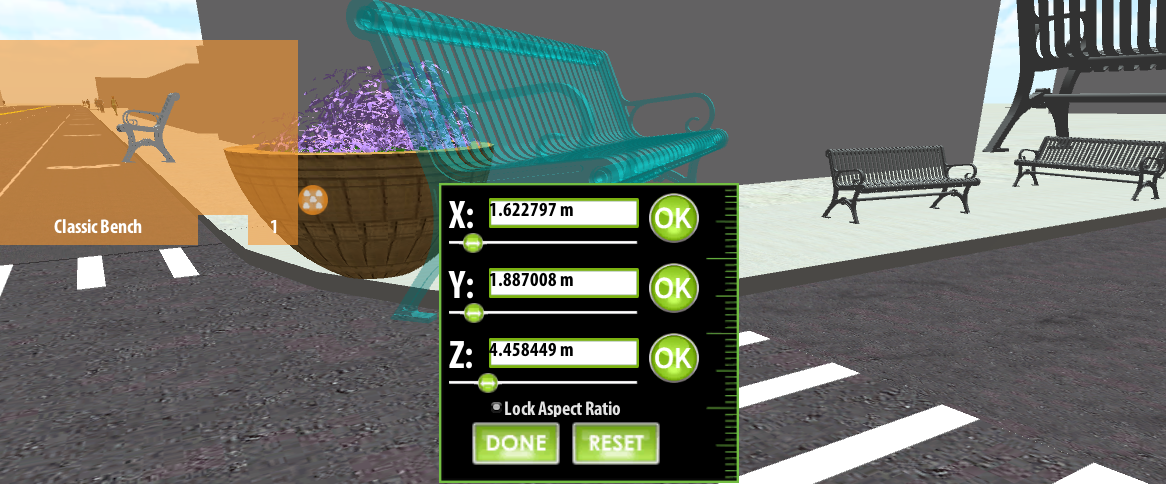 Classic Bench
1
X: 1.622797 m OK
Y: 1.887008 m OK
Z: 4.458449 m OK
Lock Aspect Ratio
DONE RESET